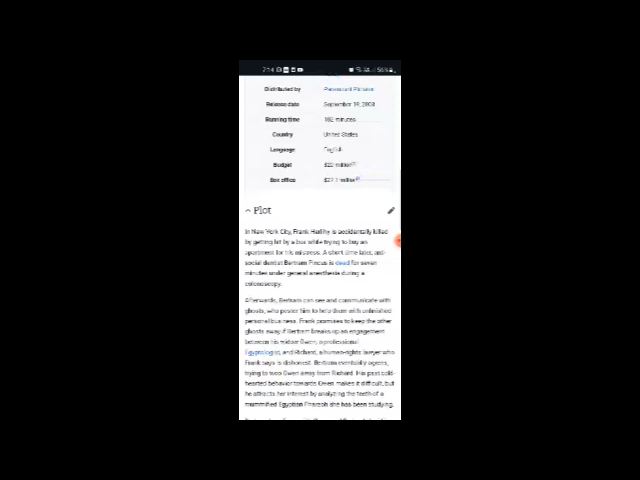 Distributed by Paramount Pictures
Release date September 19, 2008
Running time minutes
Country United States
Language English
Budget $20 million
Box office million
Plot
In New York City, Frank Herlihy is accidentally killed
by getting hit by a bus while trying to buy an
apartment for his mistress. A short time later, anti-
social dentist Bertram Pincus is dead for seven
minutes under general anesthesia during a
colonoscopy.
Afterwards, Bertram can see and communicate with
ghosts, who pester him to help them with unfinished
personal business. Frank promises to keep the other
ghosts away if Bertram breaks up an engagement
between his widow Gwen, a professional
Egyptologist, and Richard, a human-rights lawyer who
Frank says is dishonest. Bertram eventually agrees,
trying to woo Gwen away from Richard. His past cold-
hearted behavior towards Gwen makes it difficult, but
he attracts her interest by analyzing the teeth of a
mummified Egyptian Pharaoh she has been studying.